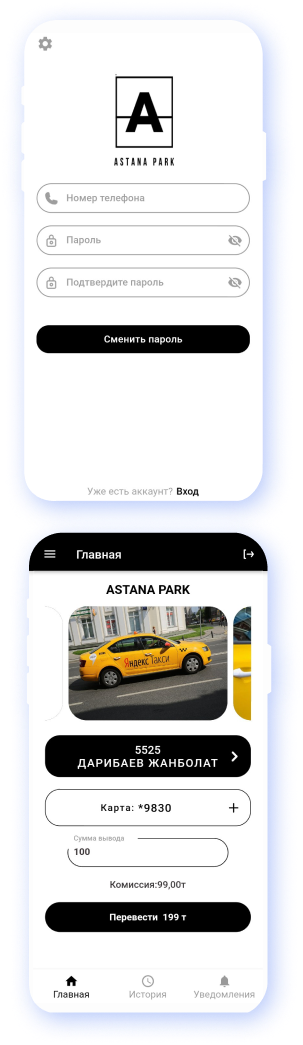 A
ASTANA PARK
Номер телефона
Пароль
Подтвердите пароль
Сменить пароль
Уже есть аккаунт? Вход
Главная
ASTANA PARK
Яндекс Такси
5525
ДАРИБАЕВ ЖАНБОЛАТ
Карта: *9830
Сумма вывода
100
Комиссия:99,00т
Перевести 199 т
Главная
История
Уведомления